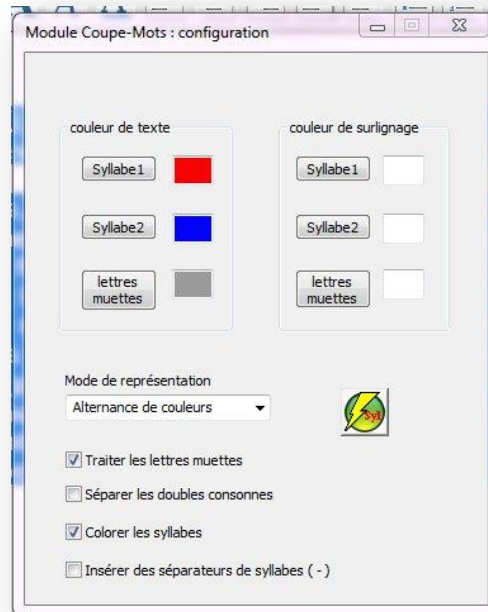 Module Coupe-Mots : configuration
couleur de texte
Syllabe1
Syllabe2
lettres
muettes
couleur de surlignage
Syllabe1
Syllabe2
lettres
muettes
Mode de représentation
Alternance de couleurs
Syl
Traiter les lettres muettes
Séparer les doubles consonnes
Colorer les syllabes
Insérer des séparateurs de syllabes ( - )